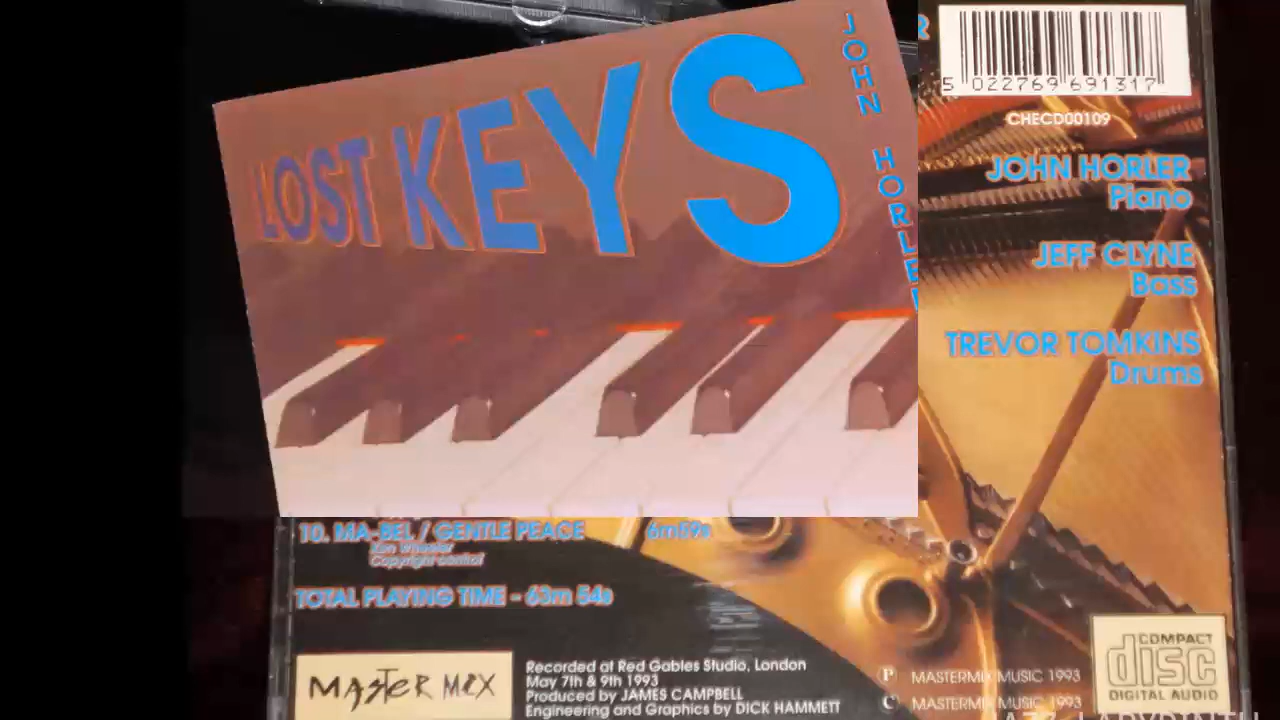 LOST KEYS
JOHN HORLER
5 022769 691317
CHECD00109
JOHN HORLER
Piano
JEFF CLYNE
Bass
TREVOR TOMKINS
Drums
10. MA-BEL / GENTLE PEACE 6m59s
Ken Wheeler
Copyright control
TOTAL PLAYING TIME - 63m 54s
MASTER MIX
Recorded at Red Gables Studio, London
May 7th & 9th 1993
Produced by JAMES CAMPBELL
Engineering and Graphics by DICK HAMMETT
P MASTERMIX MUSIC 1993
C MASTERMIX MUSIC 1993
COMPACT
disc
DIGITAL AUDIO